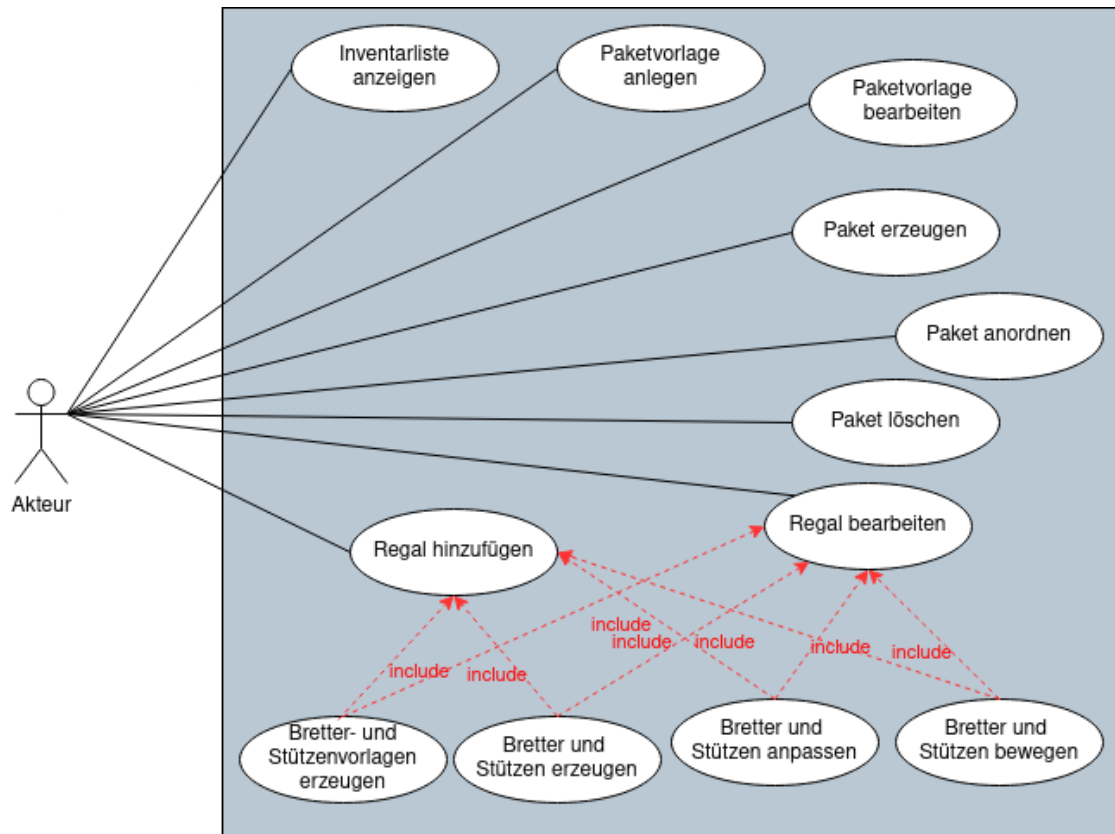 Inventarliste
anzeigen
Paketvorlage
anlegen
Paketvorlage
bearbeiten
Paket erzeugen
Paket anordnen
Paket löschen
Akteur
Regal bearbeiten
Regal hinzufügen
include
include
include
include
include
include
include
Bretter- und
Stützenvorlagen
erzeugen
Bretter und
Stützen erzeugen
Bretter und
Stützen anpassen
Bretter und
Stützen bewegen